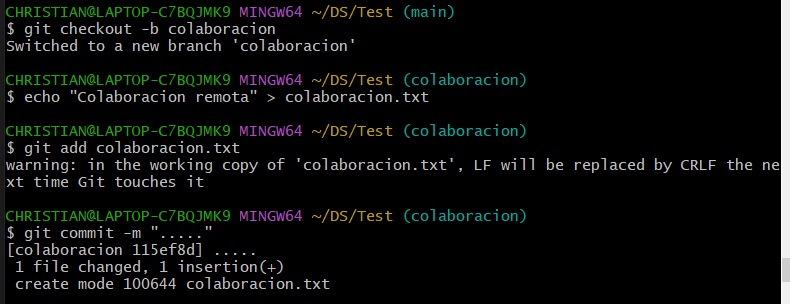 CHRISTIAN@LAPTOP-C7BQJMK9 MINGW64 ~/DS/Test (main)
$ git checkout -b colaboracion
Switched to a new branch 'colaboracion'
CHRISTIAN@LAPTOP-C7BQJMK9 MINGW64 ~/DS/Test (colaboracion)
$ echo "Colaboracion remota" > colaboracion.txt
CHRISTIAN@LAPTOP-C7BQJMK9 MINGW64 ~/DS/Test (colaboracion)
$ git add colaboracion.txt
warning: in the working copy of 'colaboracion.txt', LF will be replaced by CRLF the ne
xt time Git touches it
CHRISTIAN@LAPTOP-C7BQJMK9 MINGW64 ~/DS/Test (colaboracion)
$ git commit -m "....."
[colaboracion 115ef8d] .....
 1 file changed, 1 insertion(+)
 create mode 100644 colaboracion.txt